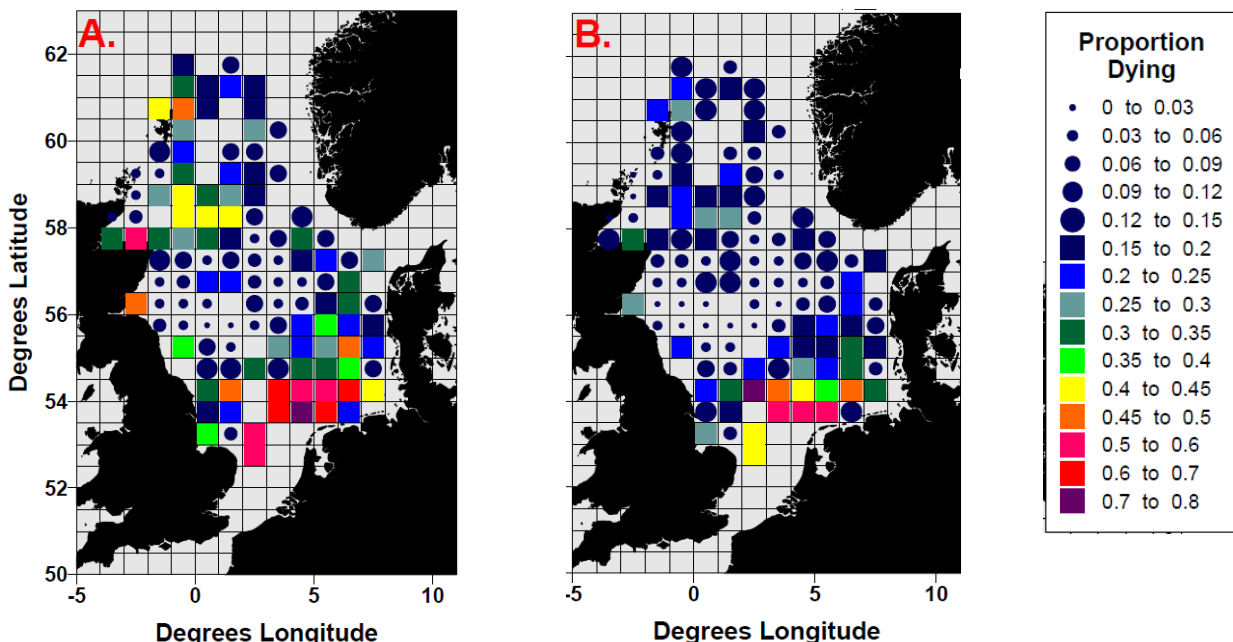 A.
B.
62
60
58
56
54
52
50
-5
0
5
10
Degrees Latitude
Degrees Longitude
-5
0
5
10
Degrees Longitude
Proportion
Dying
0 to 0.03
0.03 to 0.06
0.06 to 0.09
0.09 to 0.12
0.12 to 0.15
0.15 to 0.2
0.2 to 0.25
0.25 to 0.3
0.3 to 0.35
0.35 to 0.4
0.4 to 0.45
0.45 to 0.5
0.5 to 0.6
0.6 to 0.7
0.7 to 0.8